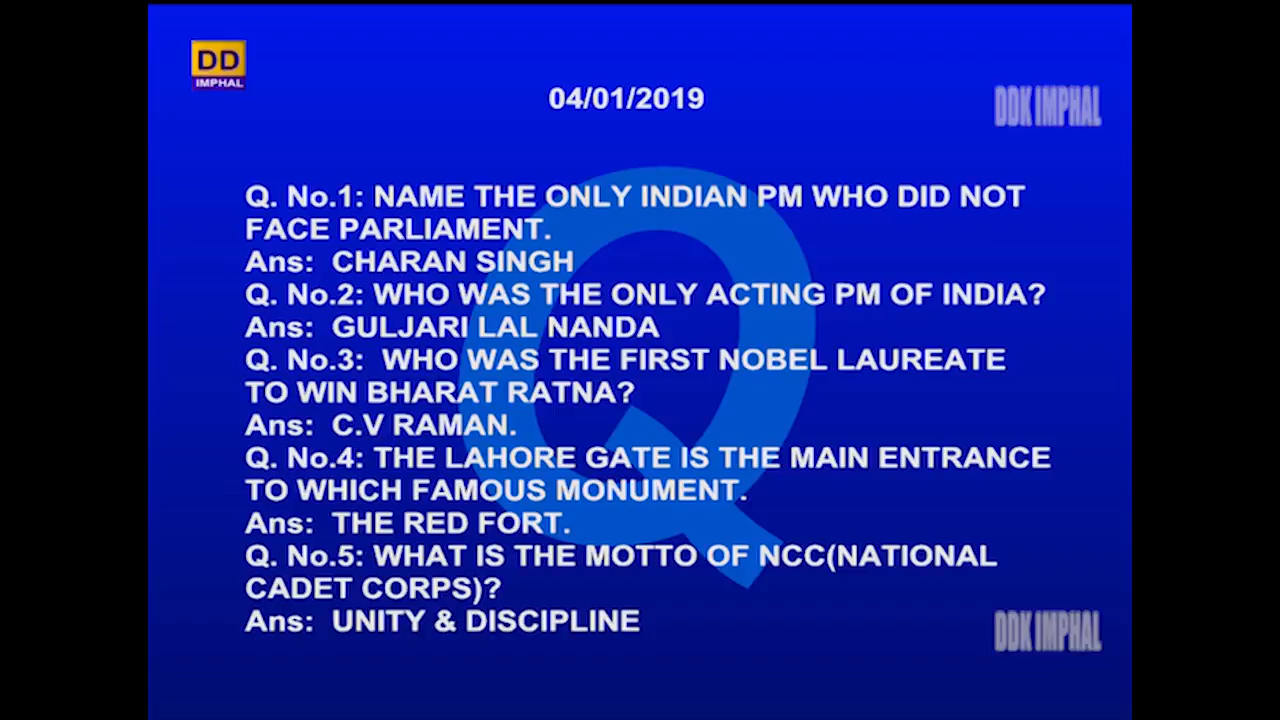 DD
IMPHAL
04/01/2019
DDK IMPHAL
Q. No.1: NAME THE ONLY INDIAN PM WHO DID NOT
FACE PARLIAMENT.
Ans: CHARAN SINGH
Q. No.2: WHO WAS THE ONLY ACTING PM OF INDIA?
Ans: GULJARI LAL NANDA
Q. No.3: WHO WAS THE FIRST NOBEL LAUREATE
TO WIN BHARAT RATNA?
Ans: C.V RAMAN.
Q. No.4: THE LAHORE GATE IS THE MAIN ENTRANCE
TO WHICH FAMOUS MONUMENT.
Ans: THE RED FORT.
Q. No.5: WHAT IS THE MOTTO OF NCC(NATIONAL
CADET CORPS)?
Ans: UNITY & DISCIPLINE
DDK IMPHAL
Q